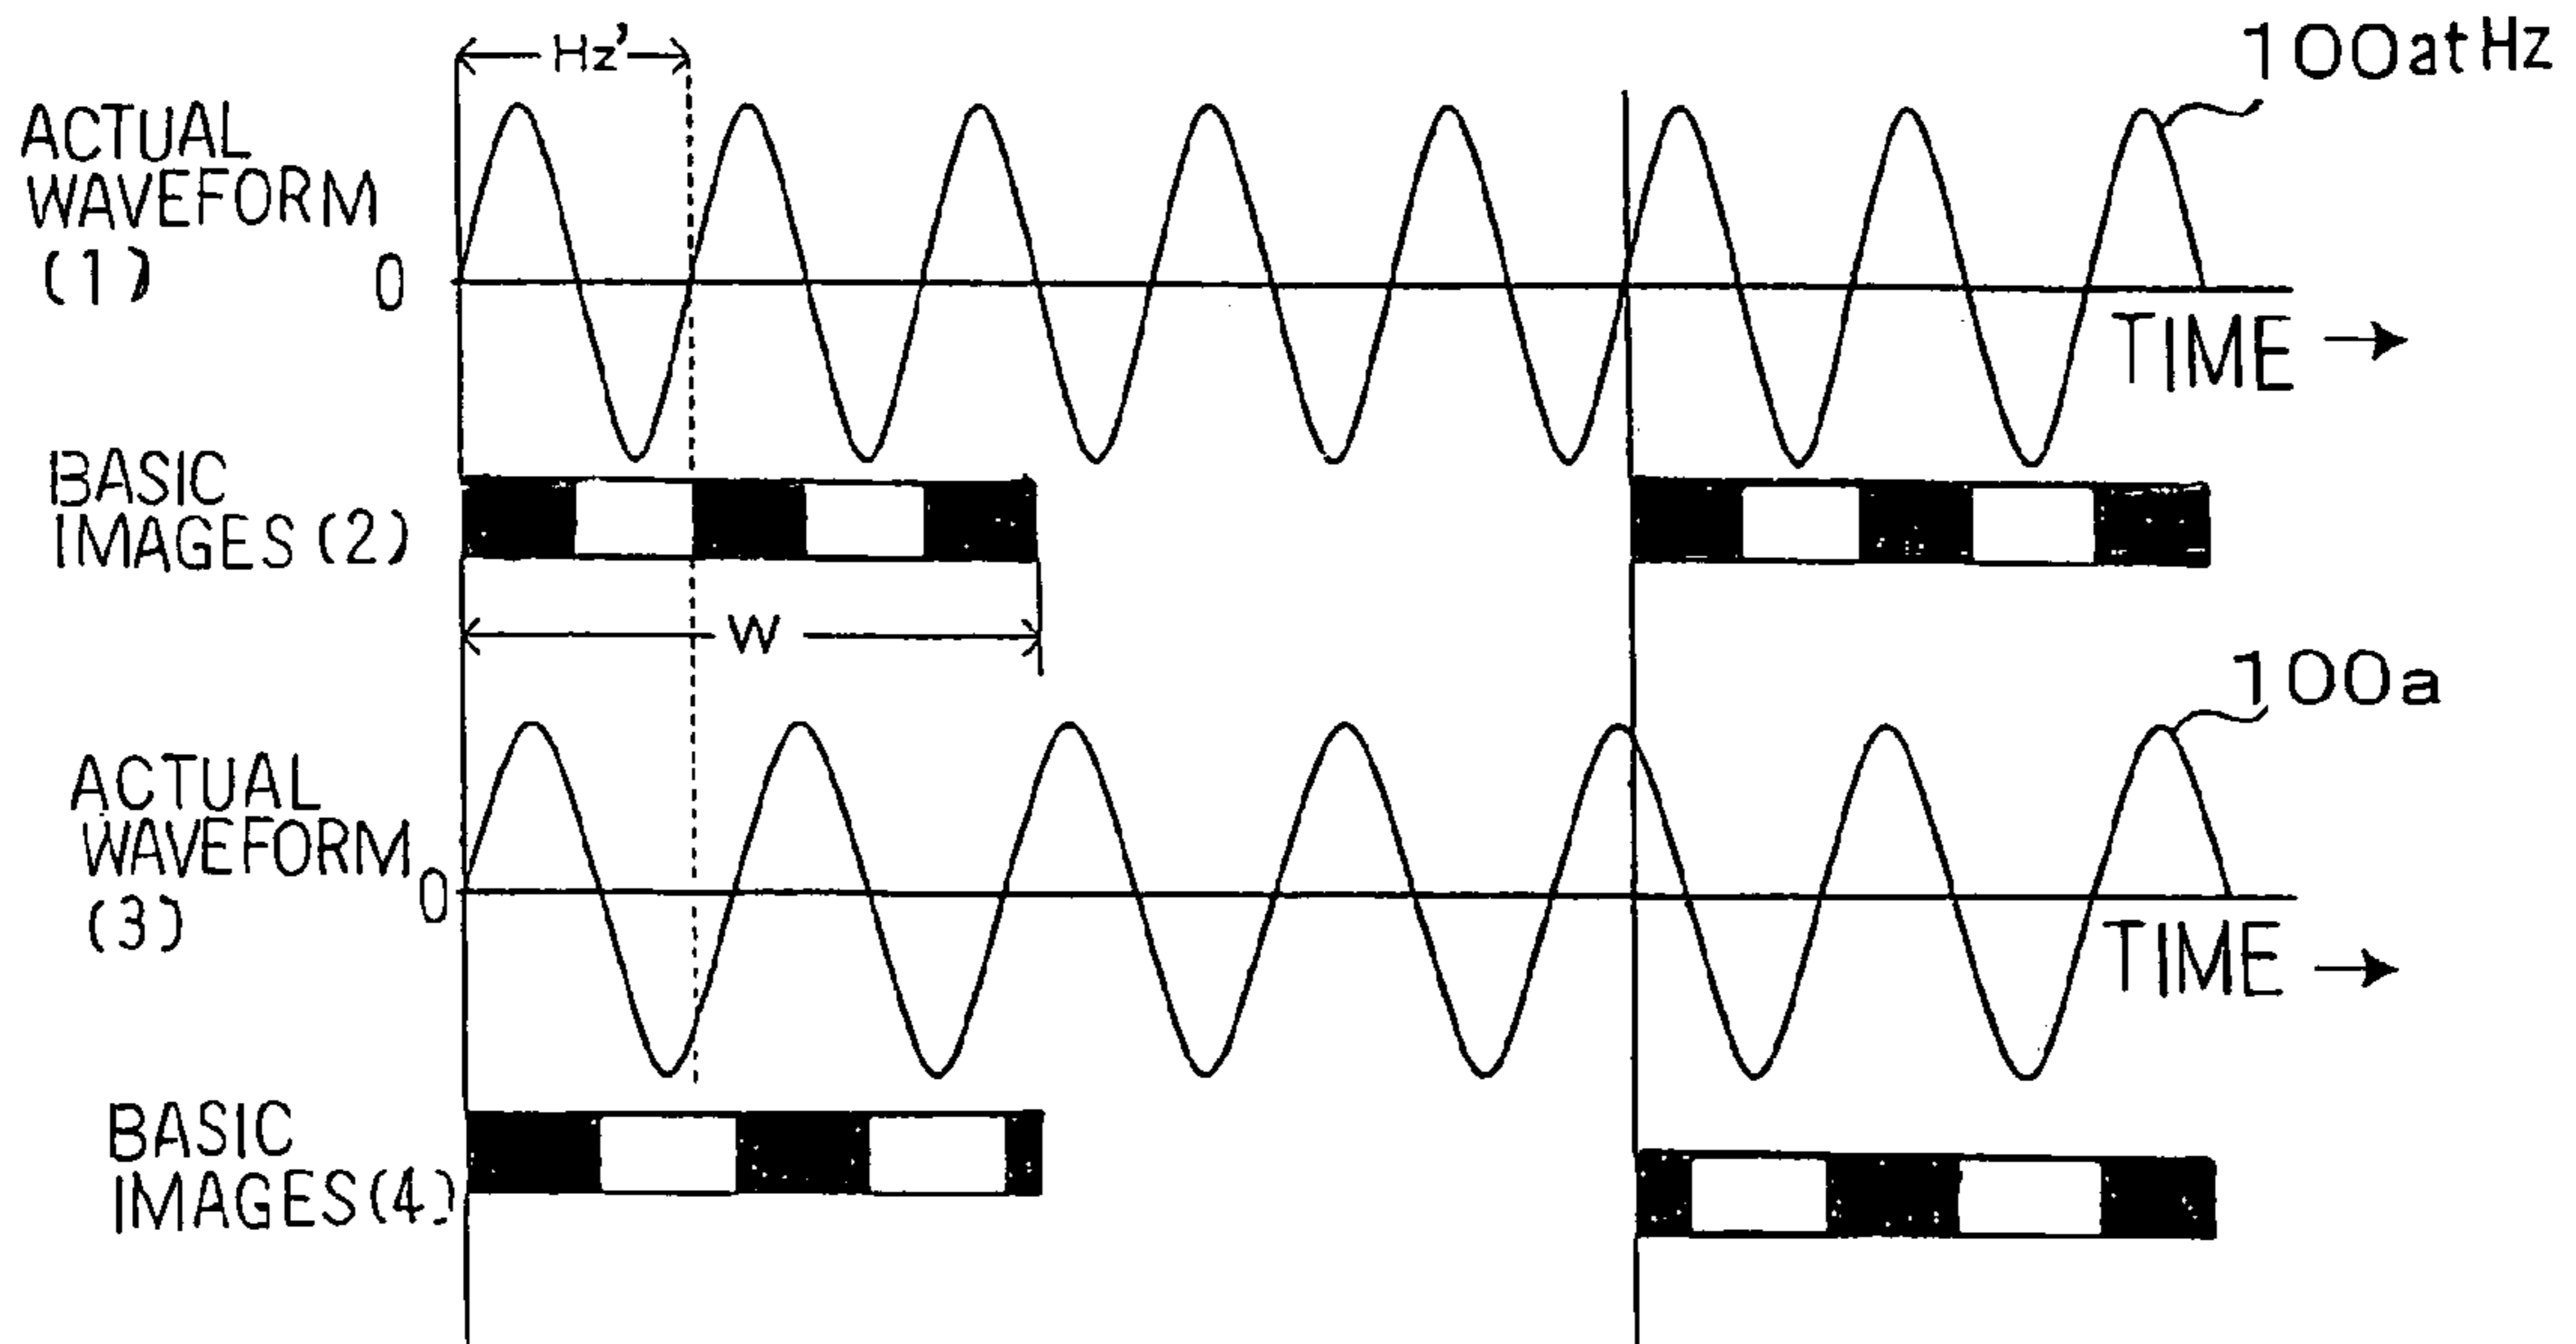 Hz'
100atHz
ACTUAL
WAVEFORM
(1)
0
TIME
BASIC
IMAGES (2)
W
100a
ACTUAL
WAVEFORM
(3)
0
TIME
BASIC
IMAGES (4)